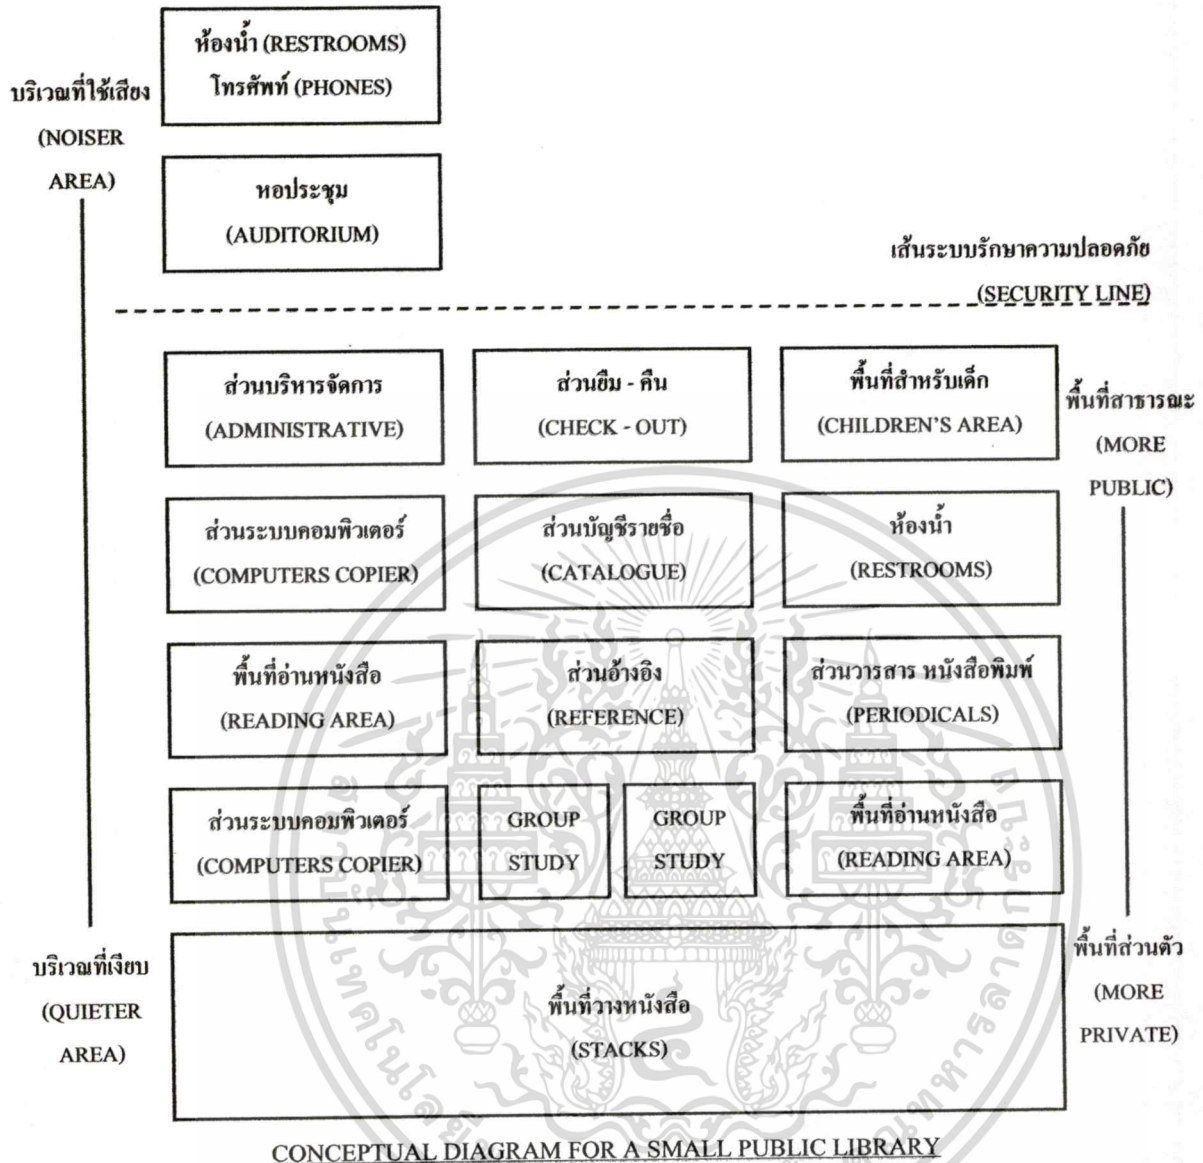 ห้องน้ำ (RESTROOMS)
โทรศัพท์ (PHONES)
บริเวณที่ใช้เสียง
(NOISER
AREA)
หอประชุม
(AUDITORIUM)
เส้นระบบรักษาความปลอดภัย
(SECURITY LINE)
ส่วนบริหารจัดการ
(ADMINISTRATIVE)
ส่วนยืม - คืน
(CHECK - OUT)
พื้นที่สำหรับเด็ก
(CHILDREN'S AREA)
พื้นที่สาธารณะ
(MORE
PUBLIC)
ส่วนระบบคอมพิวเตอร์
(COMPUTERS COPIER)
ส่วนบัญชีรายชื่อ
(CATALOGUE)
ห้องน้ำ
(RESTROOMS)
พื้นที่อ่านหนังสือ
(READING AREA)
ส่วนอ้างอิง
(REFERENCE)
ส่วนวารสาร หนังสือพิมพ์
(PERIODICALS)
ส่วนระบบคอมพิวเตอร์
(COMPUTERS COPIER)
GROUP
STUDY
GROUP
STUDY
พื้นที่อ่านหนังสือ
(READING AREA)
บริเวณที่เงียบ
(QUIETER
AREA)
พื้นที่วางหนังสือ
(STACKS)
พื้นที่ส่วนตัว
(MORE
PRIVATE)
CONCEPTUAL DIAGRAM FOR A SMALL PUBLIC LIBRARY